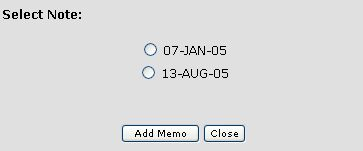 Select Note:
07-JAN-05
13-AUG-05
Add Memo Close